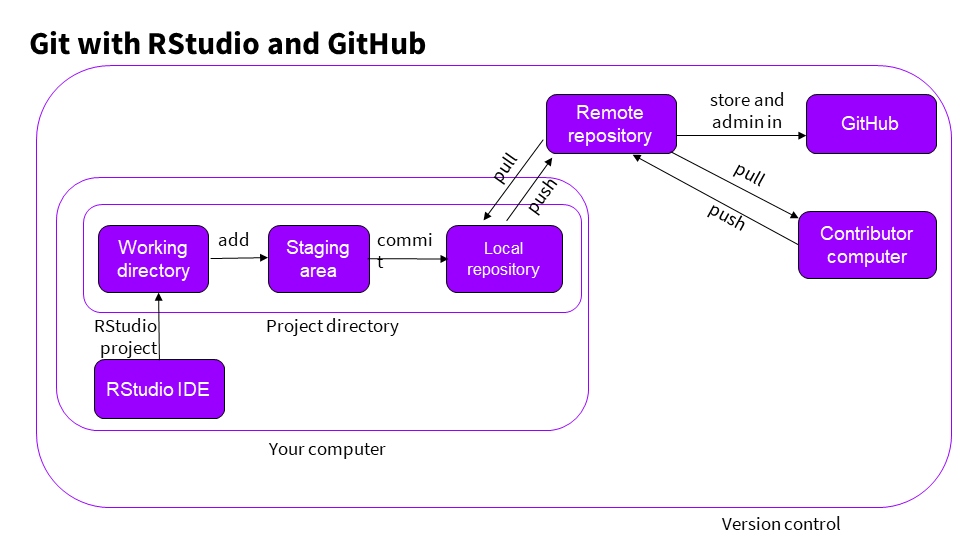 Git with RStudio and GitHub
Remote
repository
store and
admin in
GitHub
pull
push
pull
push
Contributor
computer
Working
directory
add
Staging
area
commi
t
Local
repository
RStudio
project
Project directory
RStudio IDE
Your computer
Version control